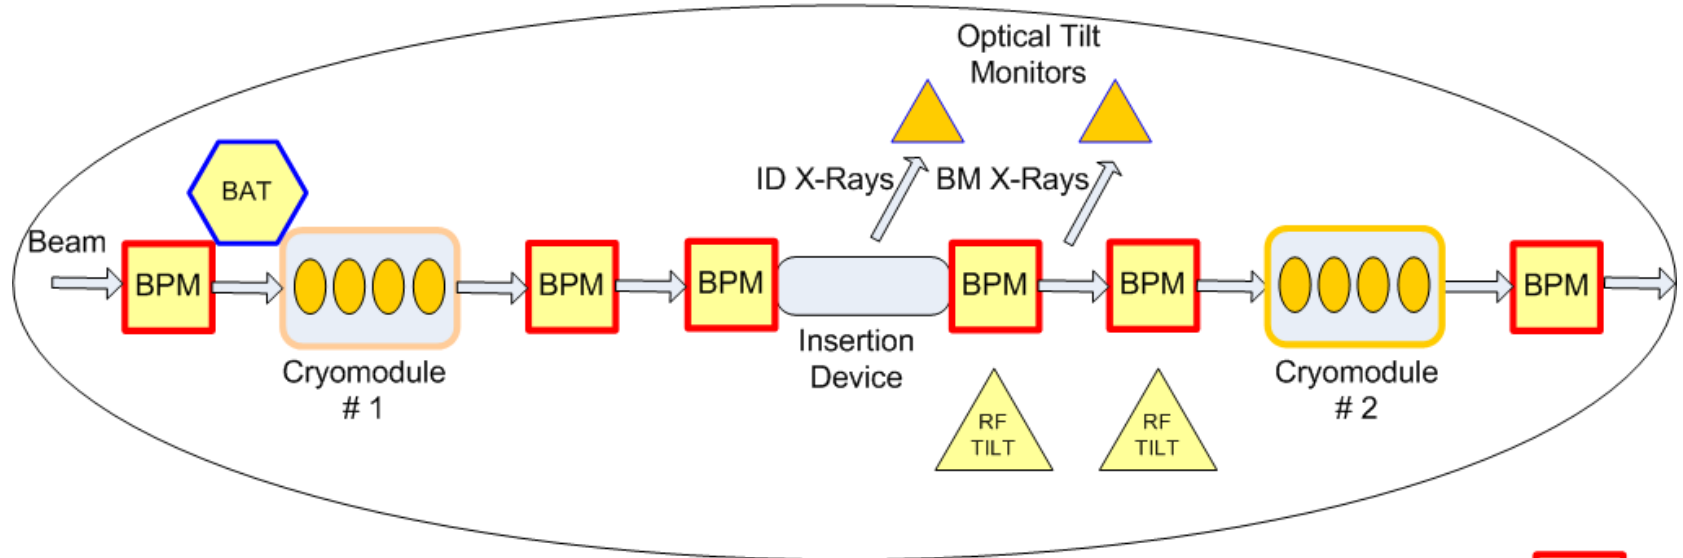 Optical Tilt
Monitors
ID X-Rays
BM X-Rays
BAT
Beam
BPM
BPM
BPM
BPM
BPM
BPM
Insertion
Device
Cryomodule
# 1
Cryomodule
# 2
RF
TILT
RF
TILT